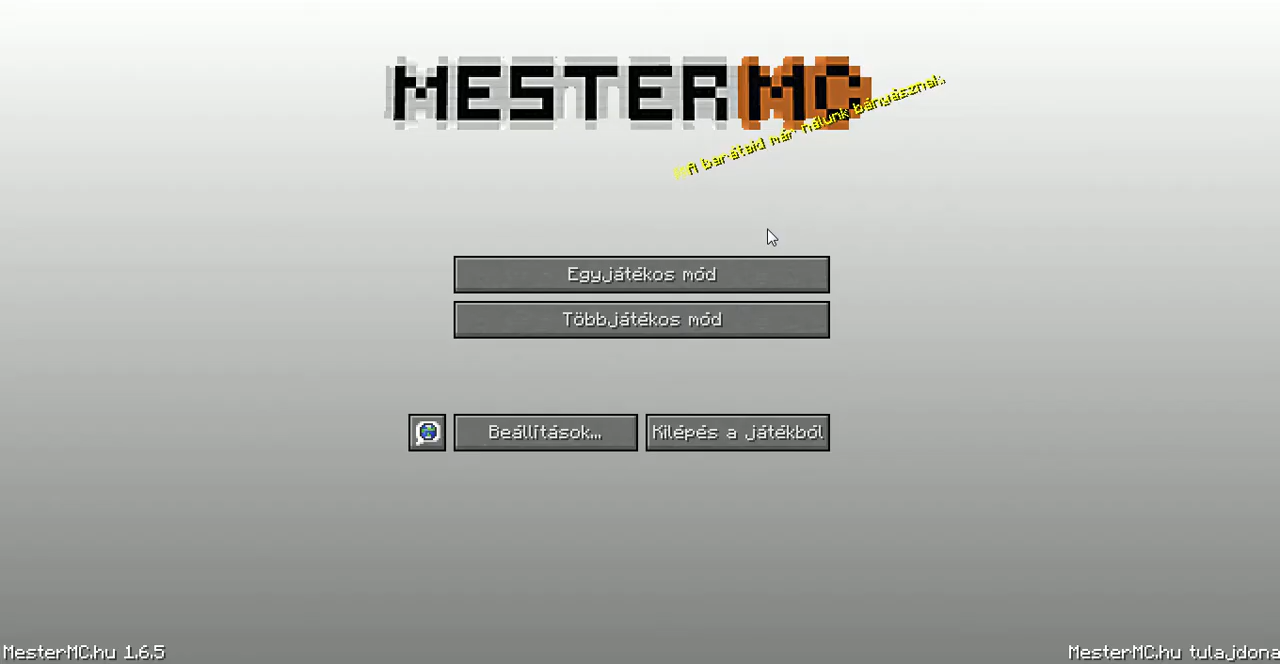 MESTERMC
A barátaid már nálunk bányásznak.
Egyjátékos mód
Többjátékos mód
Beállítások...
Kilépés a játékból
MesterMC.hu 1.6.5
MesterMC.hu tulajdona